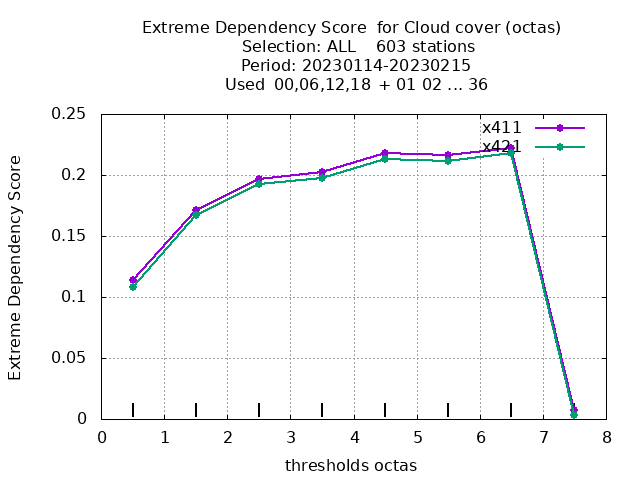 Extreme Dependency Score  for Cloud cover (octas)
Selection: ALL    603 stations
Period: 20230114-20230215
Used  00,06,12,18  + 01 02 ... 36
x411
x421
Extreme Dependency Score
0.25
0.2
0.15
0.1
0.05
0
0 1 2 3 4 5 6 7 8
thresholds octas